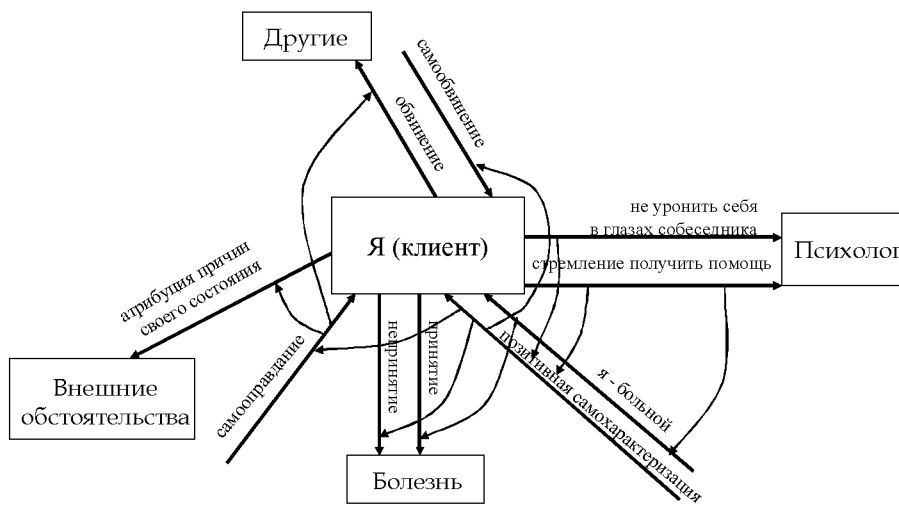 Другие
самообвинение
обвинение
Я (клиент)
не уронить себя
в глазах собеседника
стремление получить помощь
Психолог
атрибуция причин
своего состояния
Внешние
обстоятельства
самооправдание
непринятие
принятие
я - больной
позитивная самохарактеризация
Болезнь